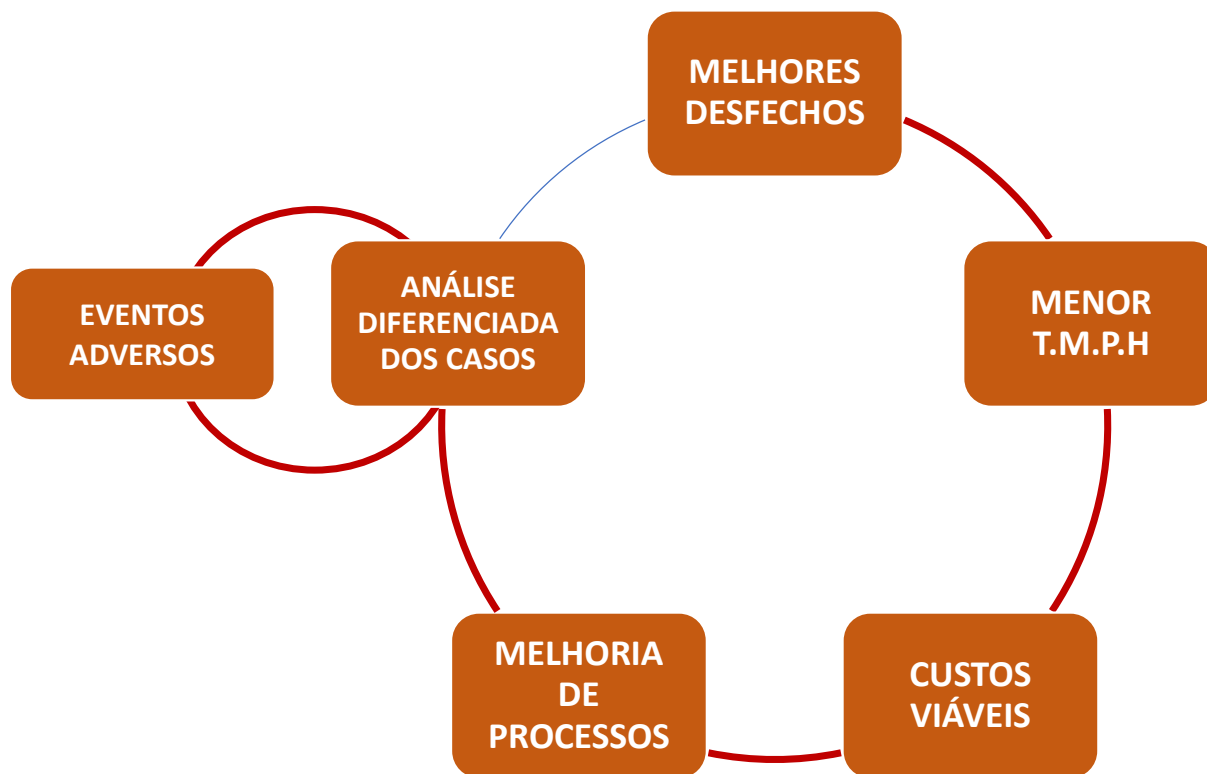 MELHORES
DESFECHOS
MENOR
T.M.P.H
CUSTOS
VIÁVEIS
MELHORIA
DE
PROCESSOS
ANÁLISE
DIFERENCIADA
DOS CASOS
EVENTOS
ADVERSOS